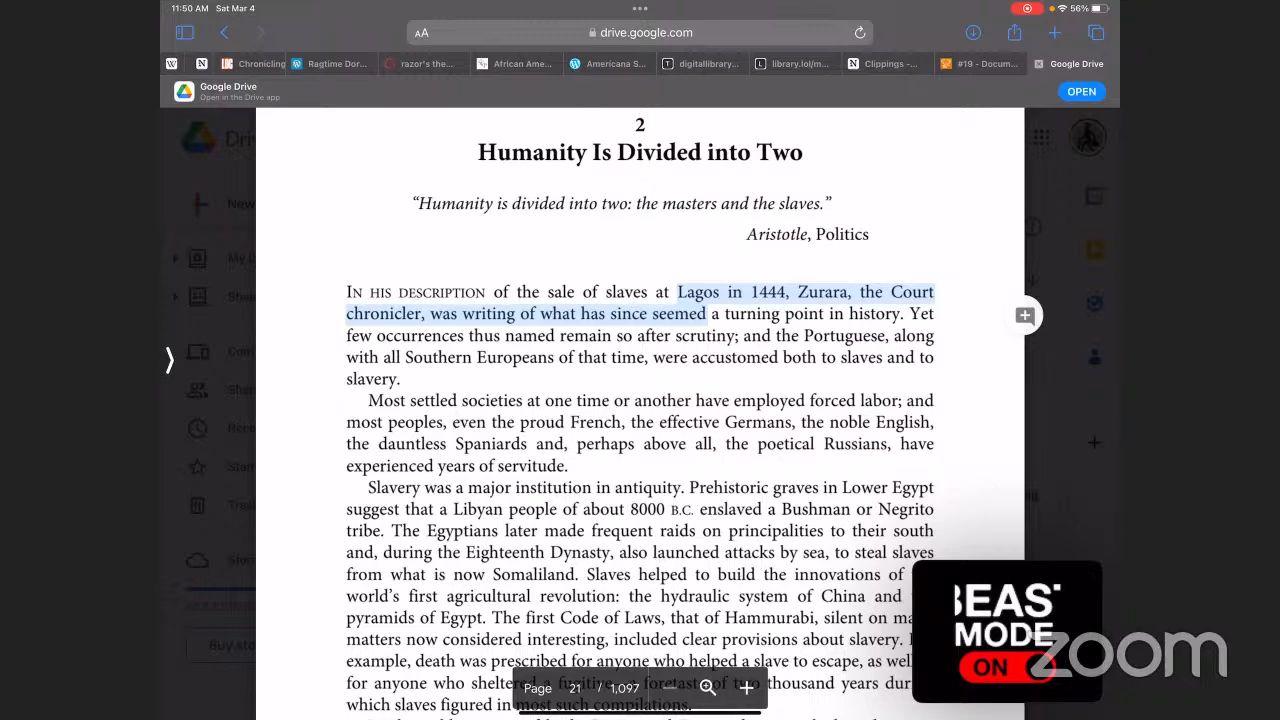 11:50 AM Sat Mar 4
56%
AA
drive.google.com
Chronicling
Ragtime Dor...
razor's the...
African Ame...
Americana S...
digitallibrary...
library.lol/m...
Clippings -...
#19 - Docum...
Google Drive
Google Drive
Open in the Drive app
OPEN
2
Humanity Is Divided into Two
“Humanity is divided into two: the masters and the slaves.”
Aristotle, Politics
IN HIS DESCRIPTION of the sale of slaves at Lagos in 1444, Zurara, the Court
chronicler, was writing of what has since seemed a turning point in history. Yet
few occurrences thus named remain so after scrutiny; and the Portuguese, along
with all Southern Europeans of that time, were accustomed both to slaves and to
slavery.
Most settled societies at one time or another have employed forced labor; and
most peoples, even the proud French, the effective Germans, the noble English,
the dauntless Spaniards and, perhaps above all, the poetical Russians, have
experienced years of servitude.
Slavery was a major institution in antiquity. Prehistoric graves in Lower Egypt
suggest that a Libyan people of about 8000 B.C. enslaved a Bushman or Negrito
tribe. The Egyptians later made frequent raids on principalities to their south
and, during the Eighteenth Dynasty, also launched attacks by sea, to steal slaves
from what is now Somaliland. Slaves helped to build the innovations of
world’s first agricultural revolution: the hydraulic system of China and
pyramids of Egypt. The first Code of Laws, that of Hammurabi, silent on
matters now considered interesting, included clear provisions about slavery.
example, death was prescribed for anyone who helped a slave to escape, as well
for anyone who sheltered a fugitive, a foretaste of two thousand years
which slaves figured in most such compilations.
Page 21 / 1,097
New
Buy
BEAST
MODE
ON
zoom